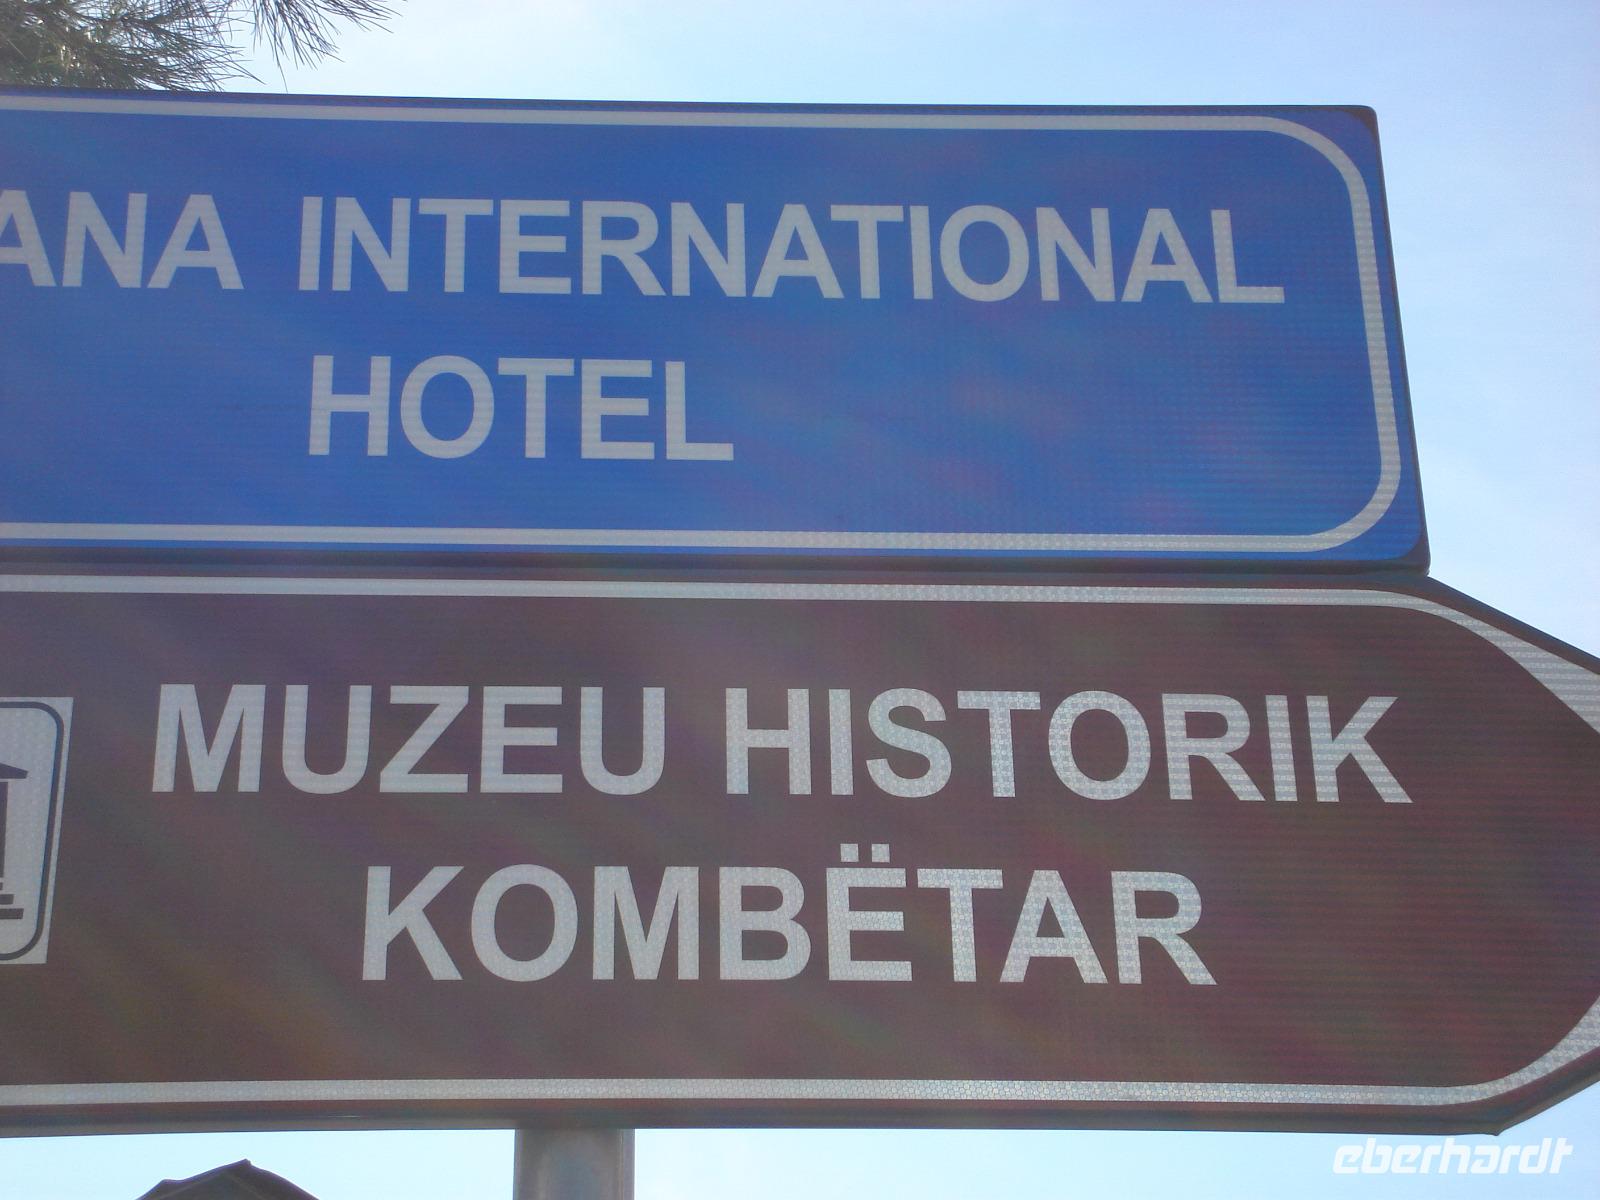 ANA INTERNATIONAL
HOTEL
MUZEU HISTORIK
KOMBËTAR
eberhardt